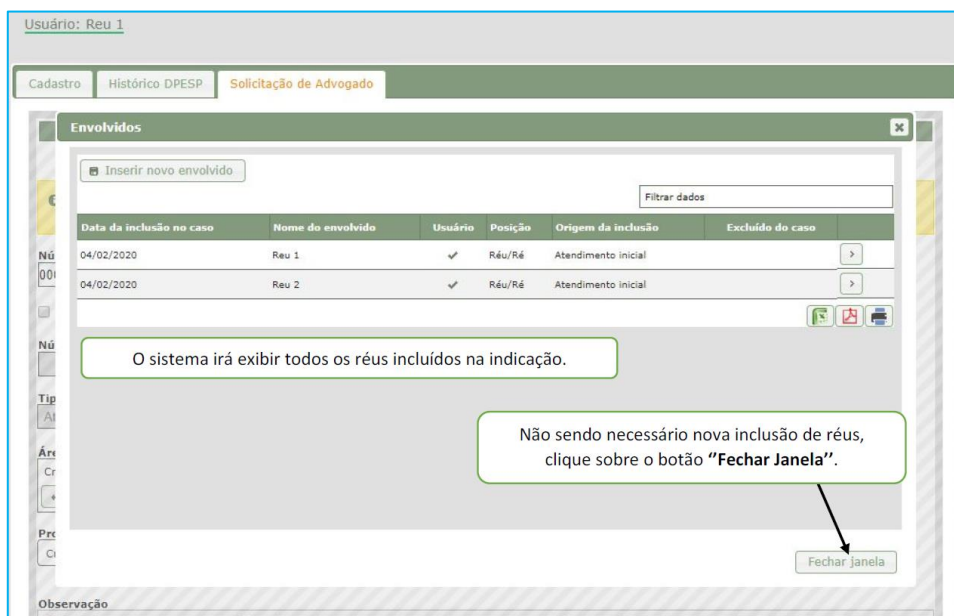 Usuário: Reu 1
Cadastro Histórico DPESP Solicitação de Advogado
Envolvidos
Inserir novo envolvido
Filtrar dados
Data da inclusão no caso Nome do envolvido Usuário Posição Origem da inclusão Excluído do caso
04/02/2020 Reu 1 Réu/Ré Atendimento inicial
04/02/2020 Reu 2 Réu/Ré Atendimento inicial
O sistema irá exibir todos os réus incluídos na indicação.
Não sendo necessário nova inclusão de réus,
clique sobre o botão ‘’Fechar Janela’’.
Fechar janela
Observação